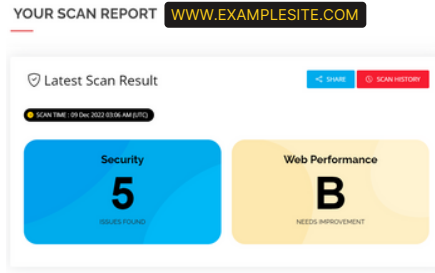 YOUR SCAN REPORT WWW.EXAMPLESITE.COM
Latest Scan Result
SHARE
SCAN HISTORY
SCAN TIME : 09 Dec 2022 03:06 AM (UTC)
Security
5
ISSUES FOUND
Web Performance
B
NEEDS IMPROVEMENT